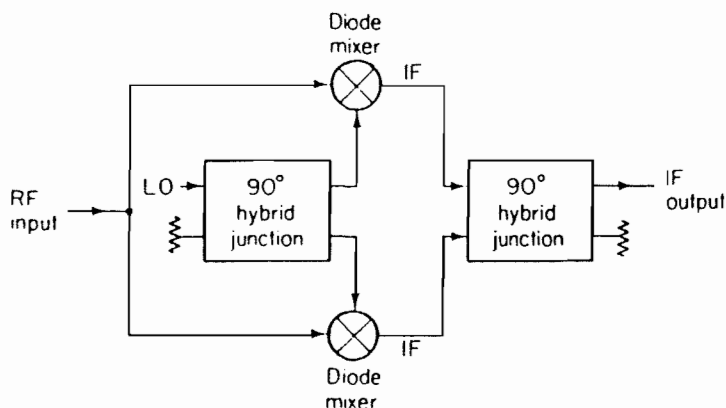 Diode
mixer
IF
LO
90°
hybrid
junction
90°
hybrid
junction
IF
output
RF
input
IF
Diode
mixer